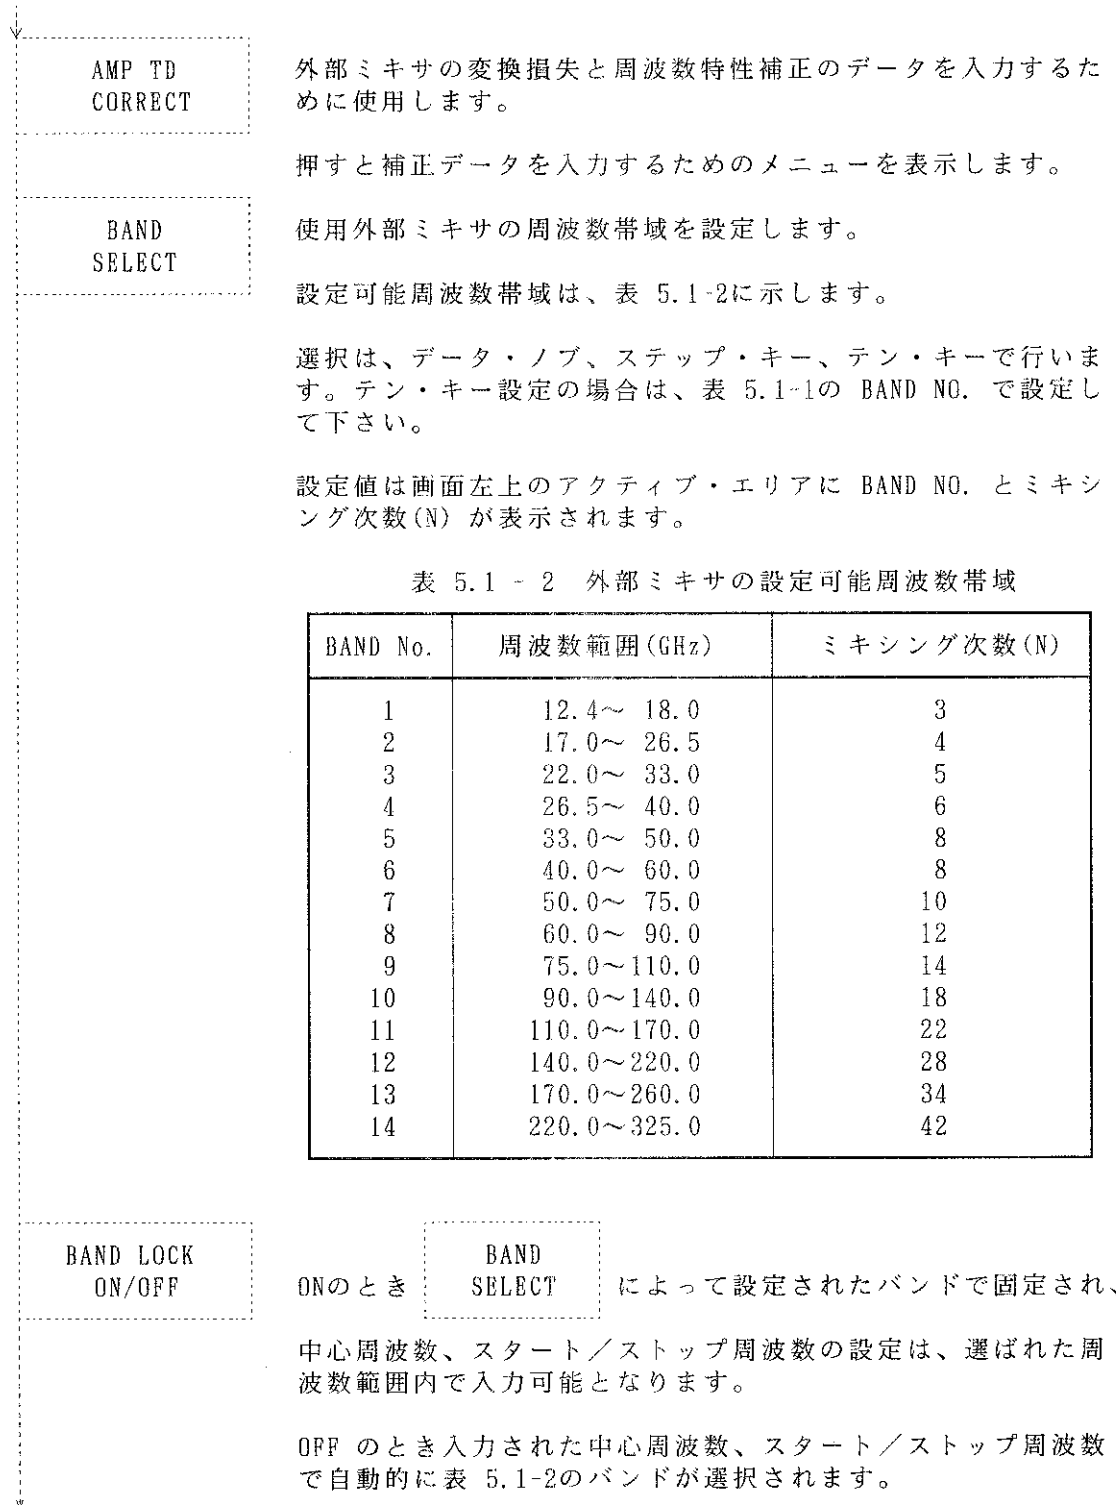 AMP TD
CORRECT
外部ミキサの変換損失と周波数特性補正のデータを入力するた
めに使用します。
押すと補正データを入力するためのメニューを表示します。
BAND
SELECT
使用外部ミキサの周波数帯域を設定します。
設定可能周波数帯域は、表 5.1-2に示します。
選択は、データ・ノブ、ステップ・キー、テン・キーで行いま
す。テン・キー設定の場合は、表 5.1-1の BAND NO. で設定し
て下さい。
設定値は画面左上のアクティブ・エリアに BAND NO. とミキシ
ング次数(N) が表示されます。
表 5.1 - 2 外部ミキサの設定可能周波数帯域
BAND No. 周波数範囲(GHz) ミキシング次数(N)
1 12.4～ 18.0 3
2 17.0～ 26.5 4
3 22.0～ 33.0 5
4 26.5～ 40.0 6
5 33.0～ 50.0 8
6 40.0～ 60.0 8
7 50.0～ 75.0 10
8 60.0～ 90.0 12
9 75.0～110.0 14
10 90.0～140.0 18
11 110.0～170.0 22
12 140.0～220.0 28
13 170.0～260.0 34
14 220.0～325.0 42
BAND LOCK
ON/OFF
BAND
ONのとき SELECT によって設定されたバンドで固定され、
中心周波数、スタート／ストップ周波数の設定は、選ばれた周
波数範囲内で入力可能となります。
OFF のとき入力された中心周波数、スタート／ストップ周波数
で自動的に表 5.1-2のバンドが選択されます。